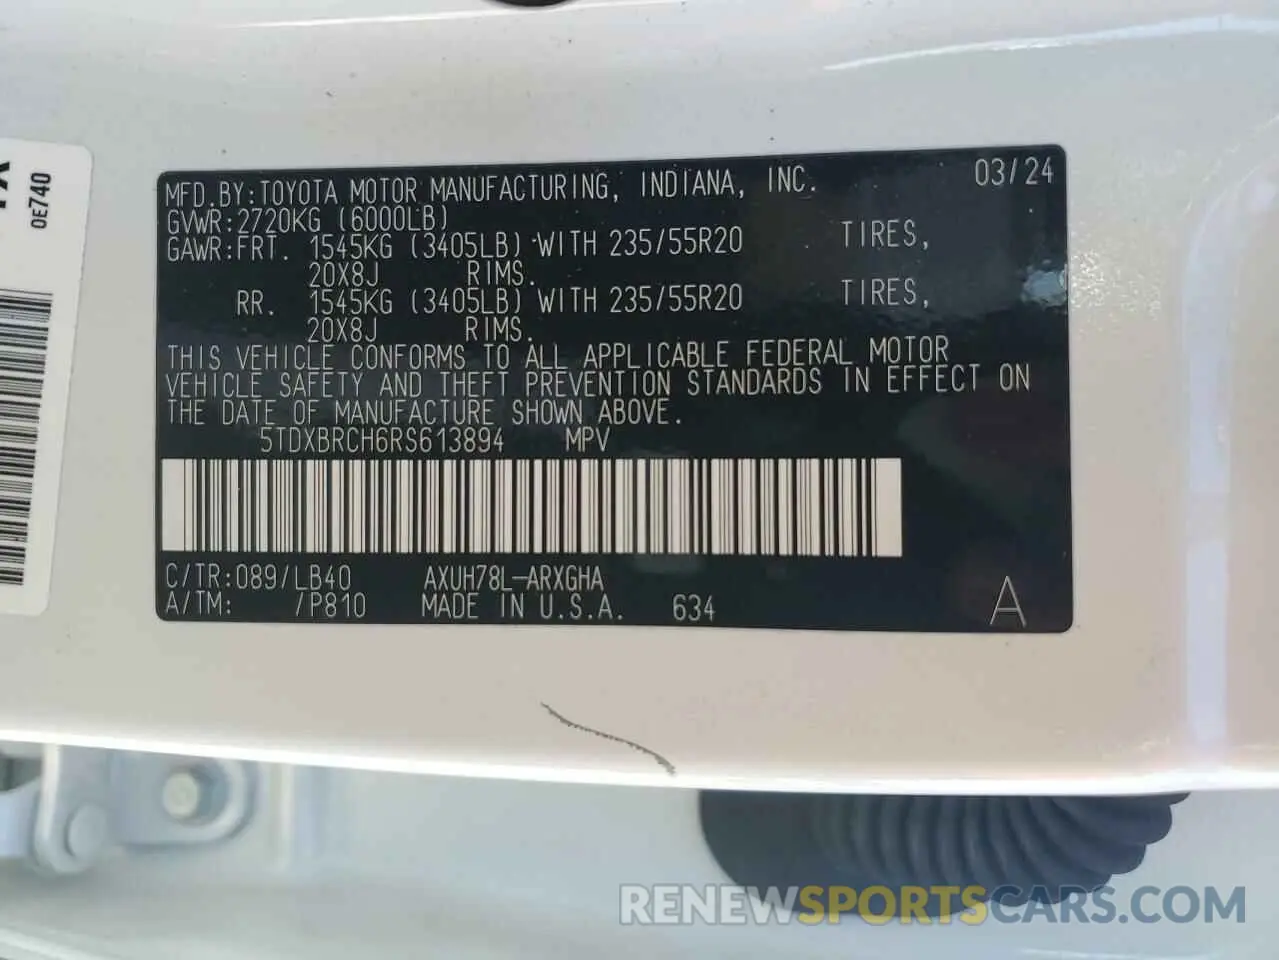 MFD.BY:TOYOTA MOTOR MANUFACTURING, INDIANA, INC. 03/24
GVWR:2720KG (6000LB)
GAWR:FRT. 1545KG (3405LB) WITH 235/55R20 TIRES,
20X8J RIMS.
RR. 1545KG (3405LB) WITH 235/55R20 TIRES,
20X8J RIMS.
THIS VEHICLE CONFORMS TO ALL APPLICABLE FEDERAL MOTOR
VEHICLE SAFETY AND THEFT PREVENTION STANDARDS IN EFFECT ON
THE DATE OF MANUFACTURE SHOWN ABOVE.
5TDXBRCH6RS613894 MPV
C/TR:089/LB40 AXUH78L-ARXGHA
A/TM: /P810 MADE IN U.S.A. 634 A
0E740
RENEWSPORTSCARS.COM